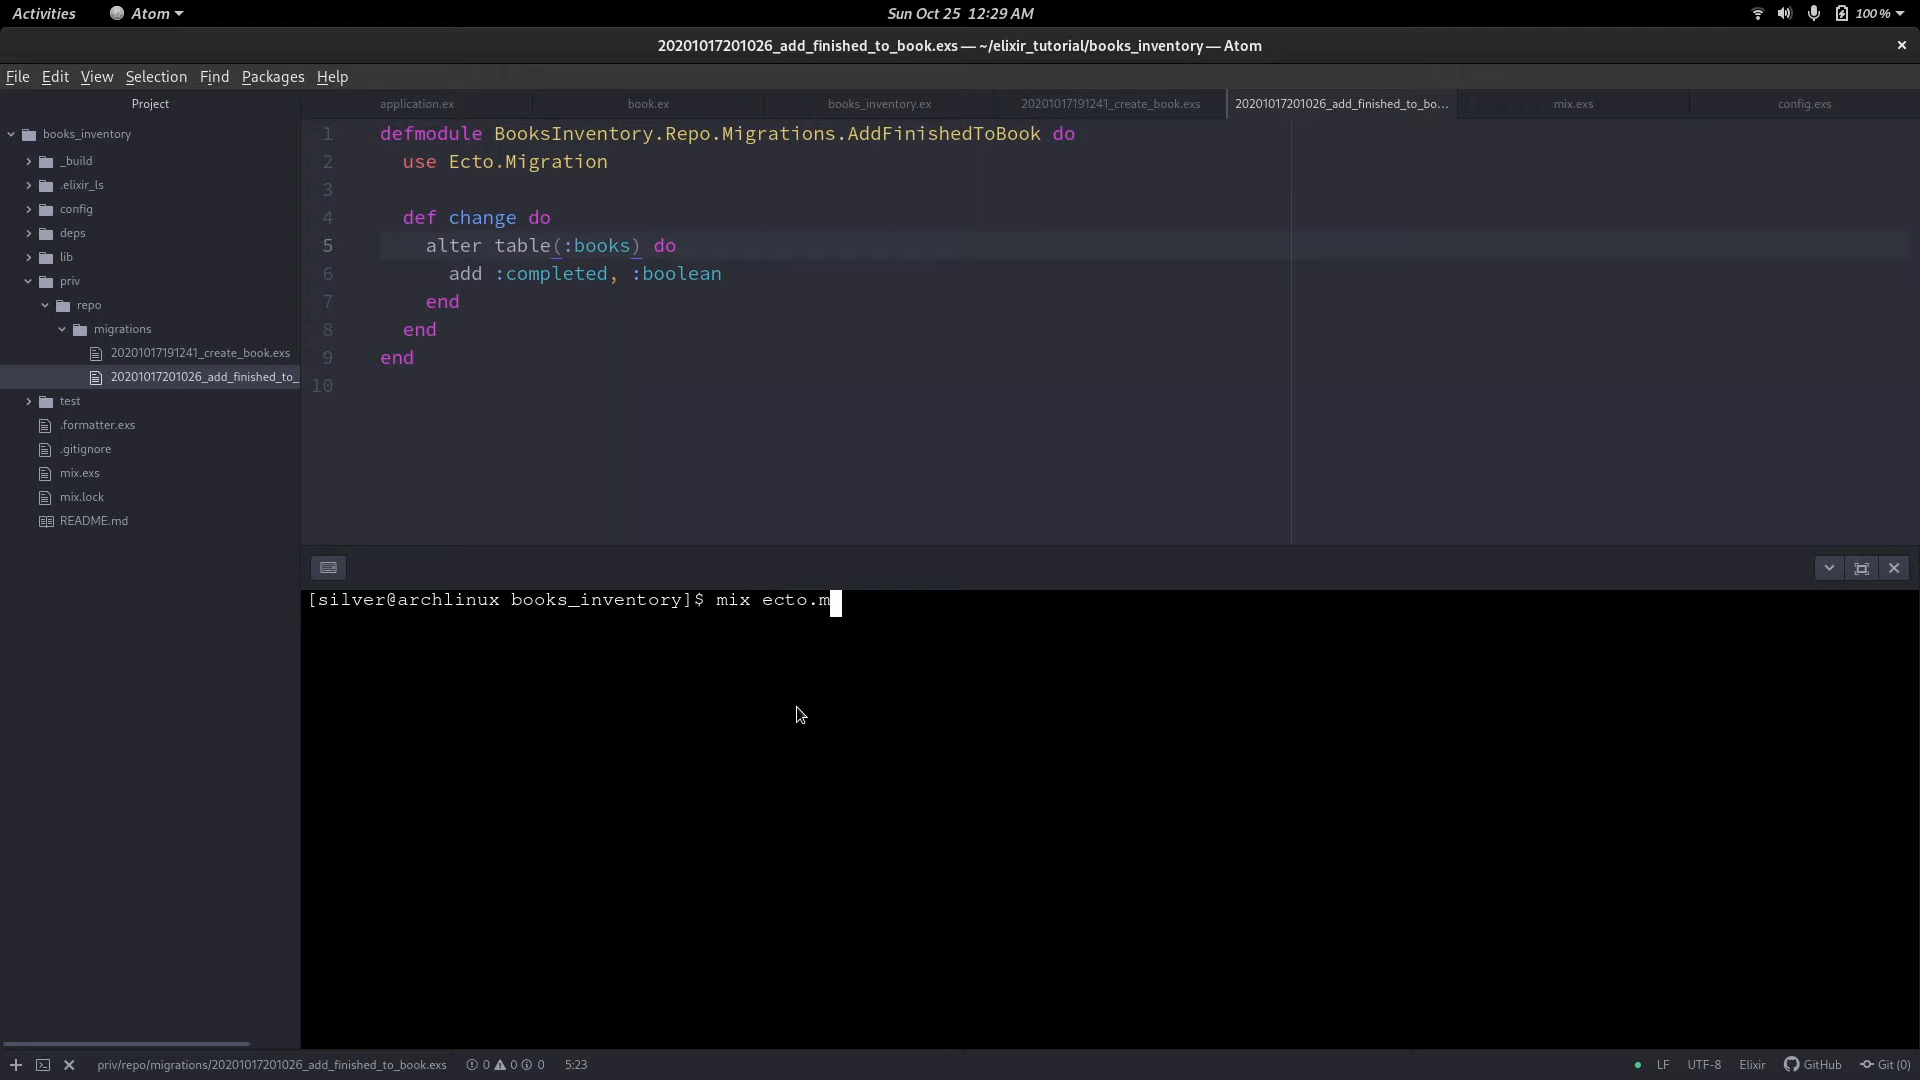 Activities Atom Sun Oct 25 12:29 AM 100 %
20201017201026_add_finished_to_book.exs — ~/elixir_tutorial/books_inventory — Atom
File Edit View Selection Find Packages Help
Project
application.ex book.ex books_inventory.ex 20201017191241_create_book.exs 20201017201026_add_finished_to_bo... mix.exs config.exs
books_inventory
_build
.elixir_ls
config
deps
lib
priv
repo
migrations
20201017191241_create_book.exs
20201017201026_add_finished_to_
test
.formatter.exs
.gitignore
mix.exs
mix.lock
README.md
1 defmodule BooksInventory.Repo.Migrations.AddFinishedToBook do
2 use Ecto.Migration
3
4 def change do
5 alter table(:books) do
6 add :completed, :boolean
7 end
8 end
9 end
10
[silver@archlinux books_inventory]$ mix ecto.m
priv/repo/migrations/20201017201026_add_finished_to_book.exs 0 0 0 5:23 LF UTF-8 Elixir GitHub Git (0)